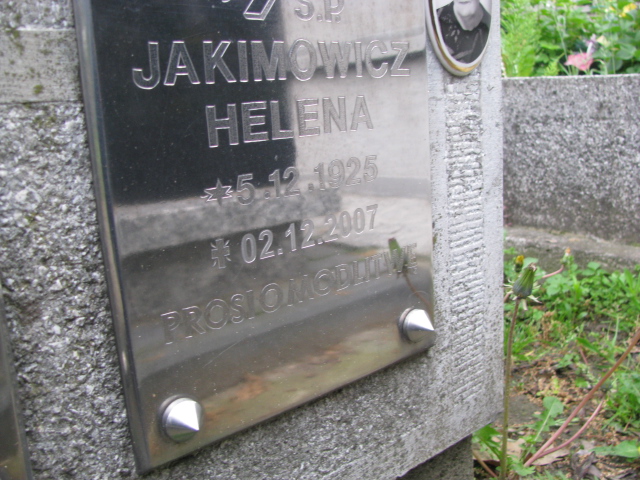 Ś.P
JAKIMOWICZ
HELENA
*5.12.1925
02.12.2007
PROSI O MODLITWĘ